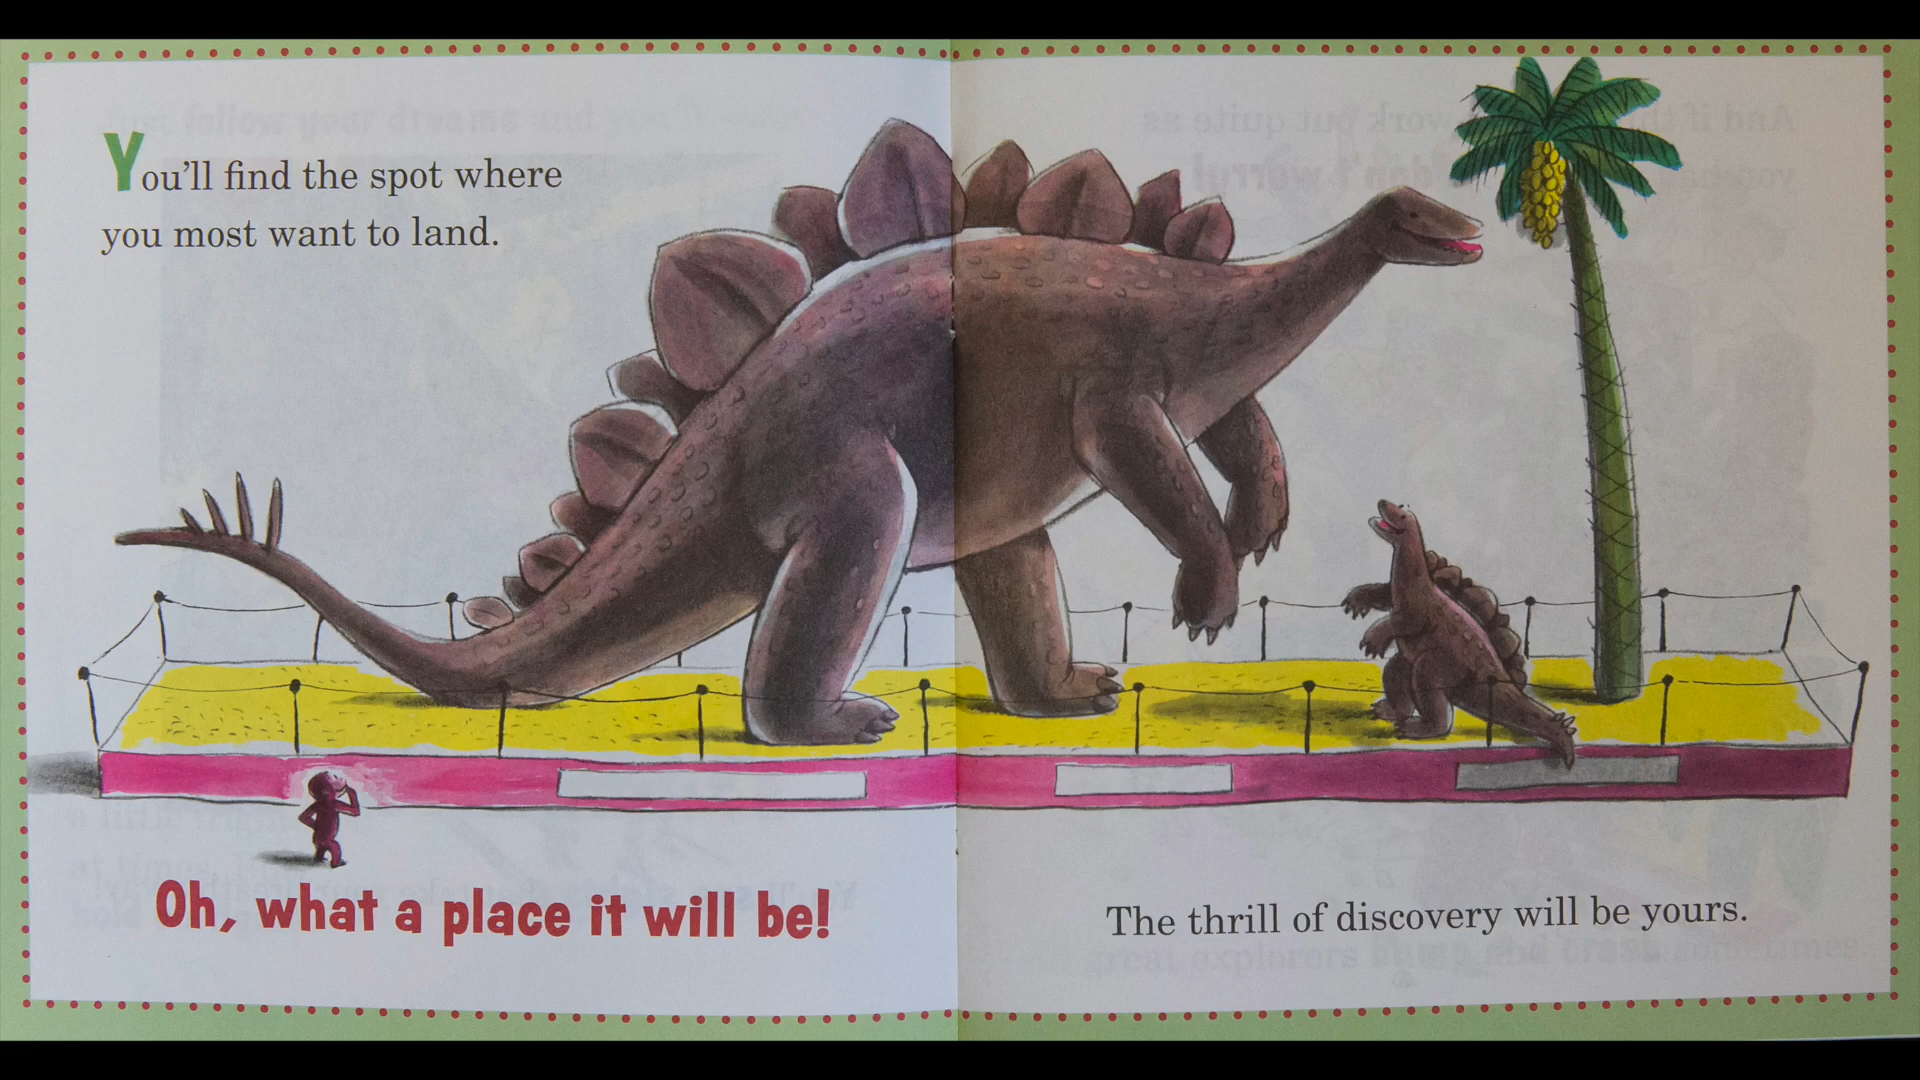 You'll find the spot where
you most want to land.
Oh, what a place it will be!
The thrill of discovery will be yours.